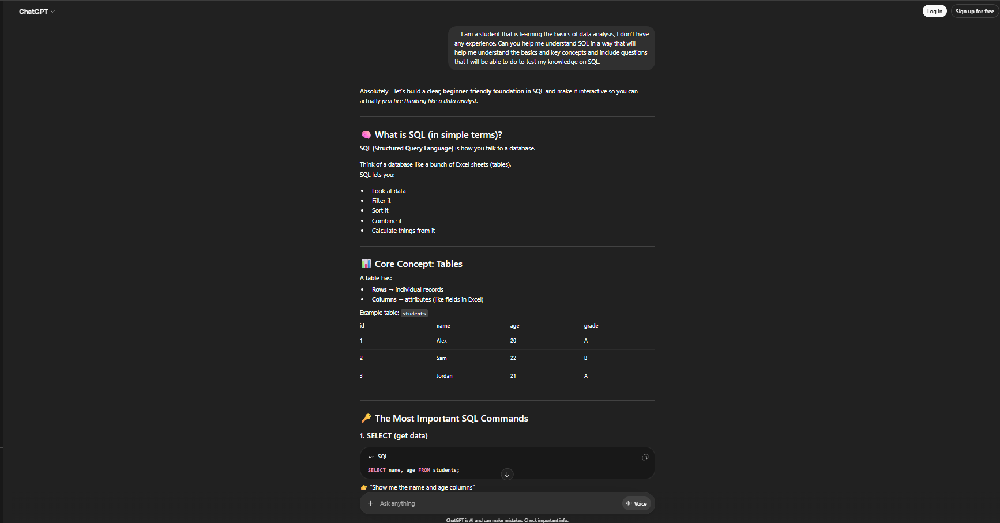 ChatGPT
Log in
Sign up for free
I am a student that is learning the basics of data analysis, I don't have
any experience. Can you help me understand SQL in a way that will
help me understand the basics and key concepts and include questions
that I will be able to do to test my knowledge on SQL.
Absolutely—let's build a clear, beginner-friendly foundation in SQL and make it interactive so you can
actually practice thinking like a data analyst.
🧠 What is SQL (in simple terms)?
SQL (Structured Query Language) is how you talk to a database.
Think of a database like a bunch of Excel sheets (tables).
SQL lets you:
• Look at data
• Filter it
• Sort it
• Combine it
• Calculate things from it
📊 Core Concept: Tables
A table has:
• Rows → individual records
• Columns → attributes (like fields in Excel)
Example table: students
id name age grade
1 Alex 20 A
2 Sam 22 B
3 Jordan 21 A
🔑 The Most Important SQL Commands
1. SELECT (get data)
SQL
SELECT name, age FROM students;
👉 "Show me the name and age columns"
Ask anything
Voice
ChatGPT is AI and can make mistakes. Check important info.